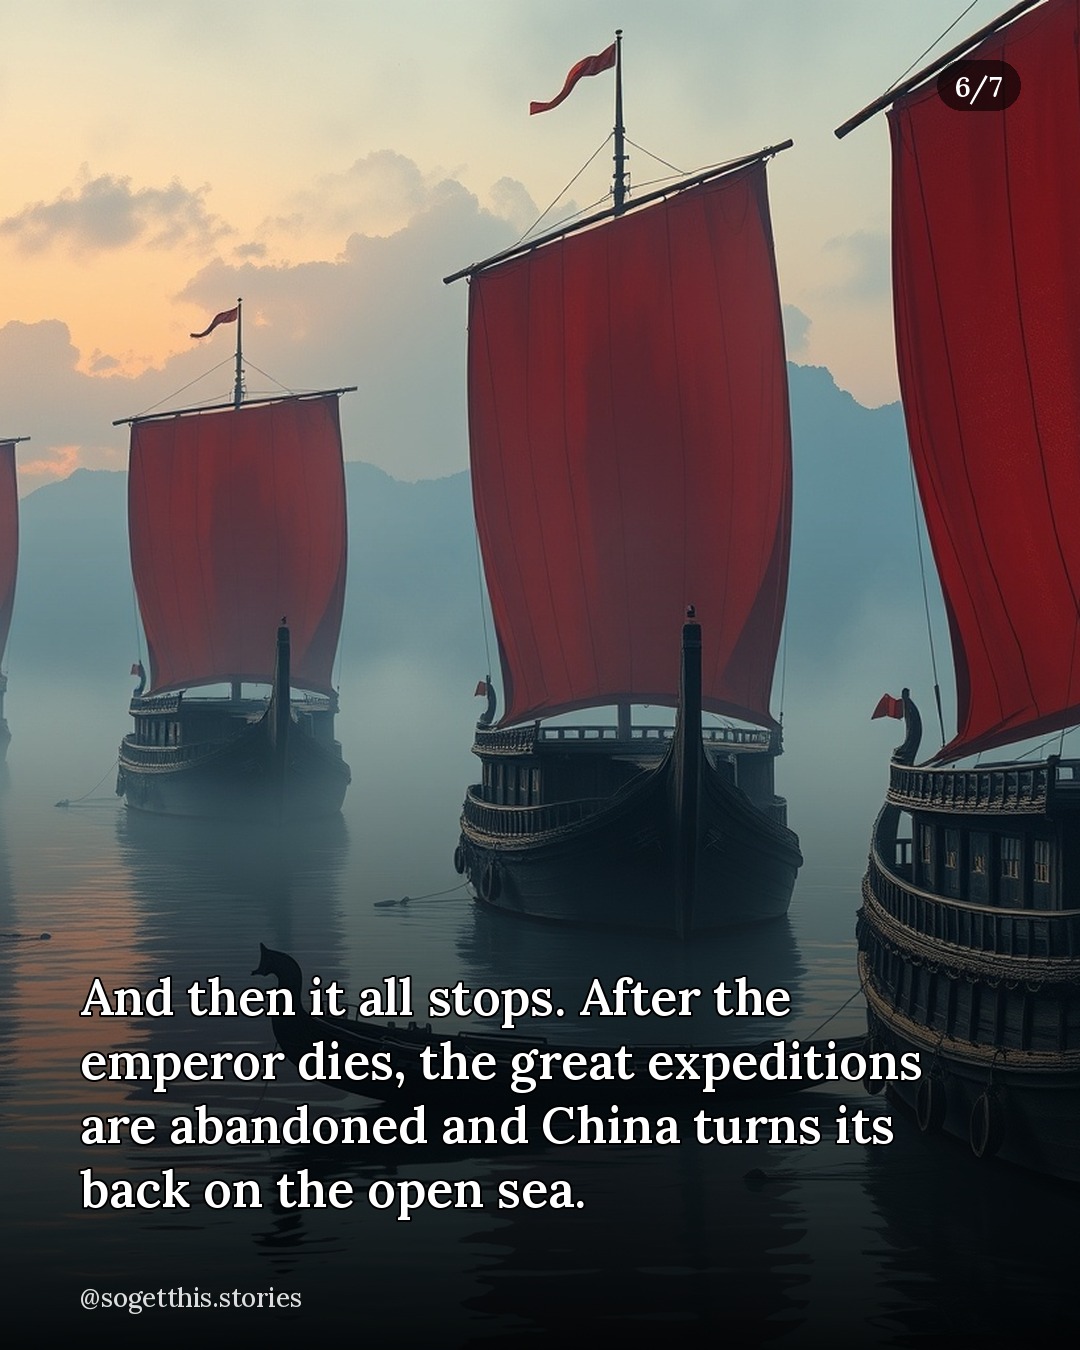 6/7
And then it all stops. After the
emperor dies, the great expeditions
are abandoned and China turns its
back on the open sea.
@sogetthis.stories